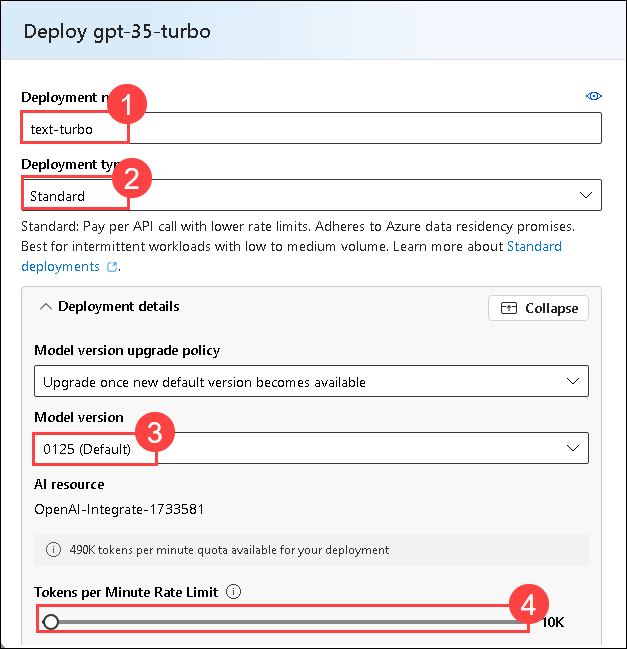 Deploy gpt-35-turbo
Deployment
1
text-turbo
Deployment
2
Standard
Standard: Pay per API call with lower rate limits. Adheres to Azure data residency promises.
Best for intermittent workloads with low to medium volume. Learn more about Standard
deployments.
Deployment details
Collapse
Model version upgrade policy
Upgrade once new default version becomes available
Model version
3
0125 (Default)
AI resource
OpenAI-Integrate-1733581
490K tokens per minute quota available for your deployment
Tokens per Minute Rate Limit
4
10K